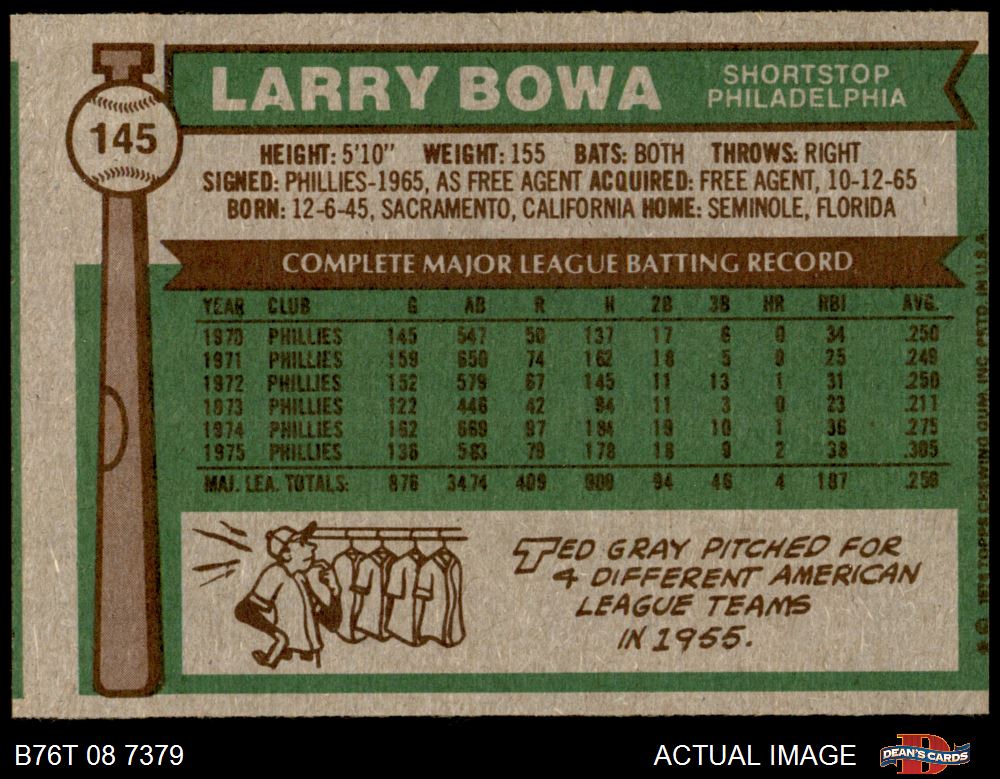 LARRY BOWA
SHORTSTOP
PHILADELPHIA
145
HEIGHT: 5'10" WEIGHT: 155 BATS: BOTH THROWS: RIGHT
SIGNED: PHILLIES-1965, AS FREE AGENT ACQUIRED: FREE AGENT, 10-12-65
BORN: 12-6-45, SACRAMENTO, CALIFORNIA HOME: SEMINOLE, FLORIDA
COMPLETE MAJOR LEAGUE BATTING RECORD
YEAR CLUB G AB R H 2B 3B HR RBI AVG.
1970 PHILLIES 145 547 50 137 17 6 0 34 .250
1971 PHILLIES 159 650 74 162 18 5 0 25 .249
1972 PHILLIES 152 579 67 145 11 13 1 31 .250
1973 PHILLIES 122 446 42 94 11 3 0 23 .211
1974 PHILLIES 162 669 97 184 19 10 1 36 .275
1975 PHILLIES 136 583 79 178 18 9 2 38 .305
MAJ. LEA. TOTALS: 876 3474 409 900 94 46 4 187 .259
TED GRAY PITCHED FOR
4 DIFFERENT AMERICAN
LEAGUE TEAMS
IN 1955.
© 1976 TOPPS CHEWING GUM, INC. PRTD. IN U.S.A.
B76T 08 7379
ACTUAL IMAGE
DEAN'S CARDS